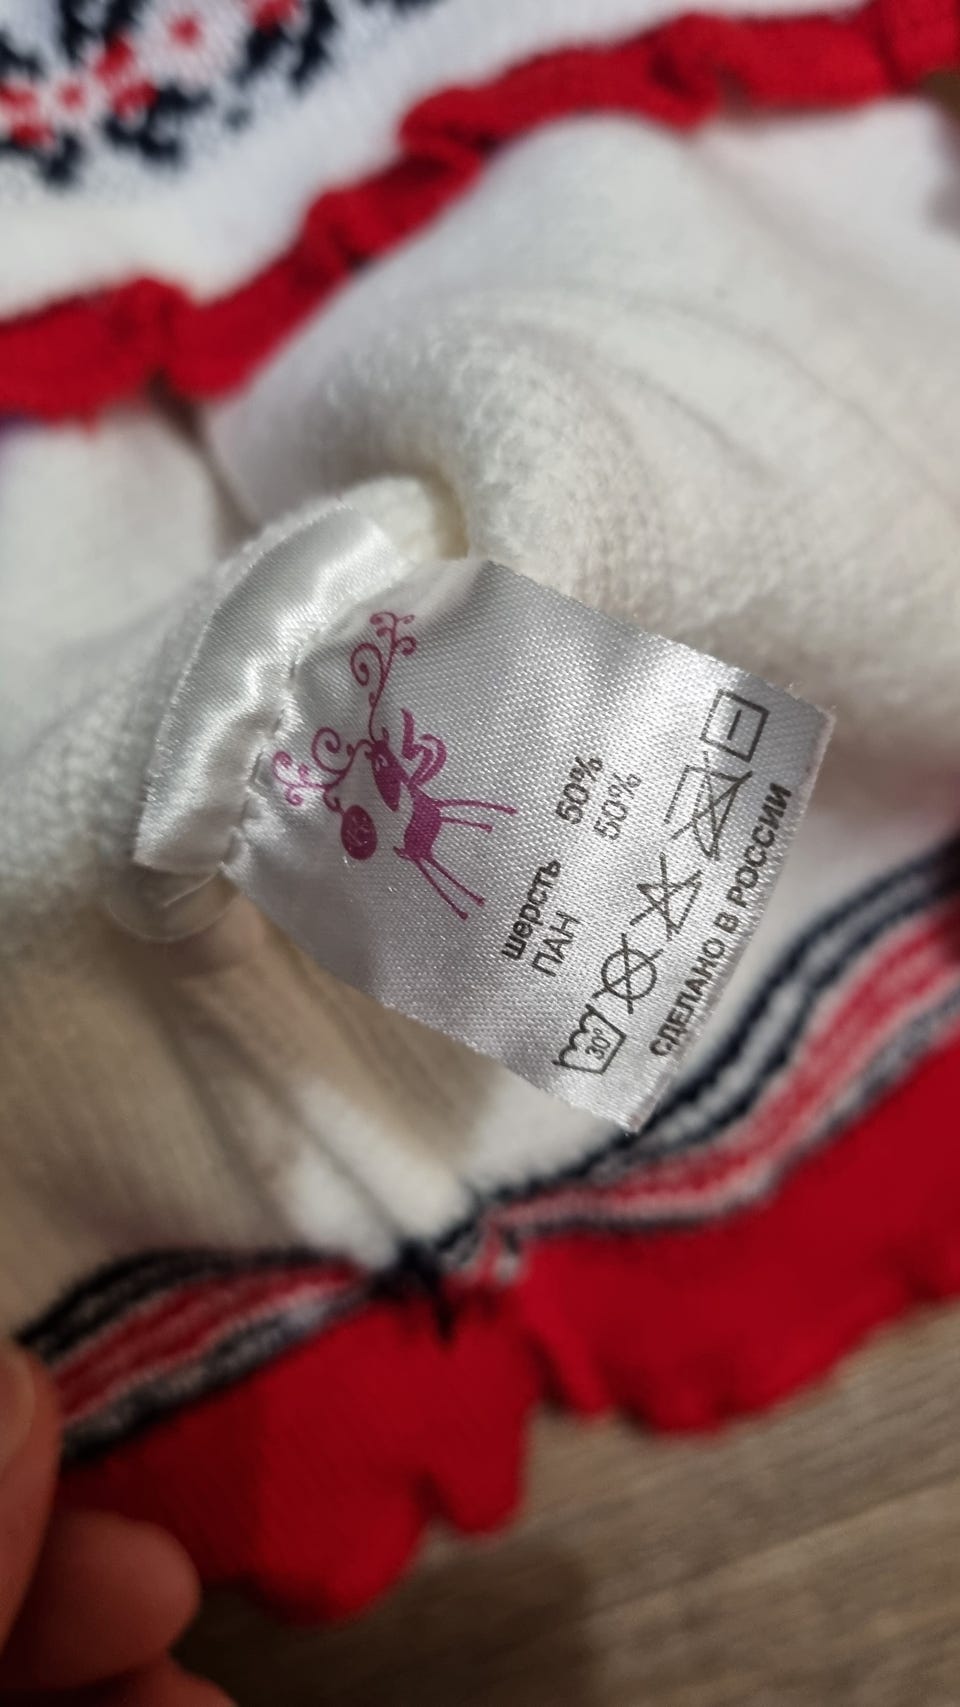 шерсть 50%
ПАН 50%
30°
СДЕЛАНО В РОССИИ